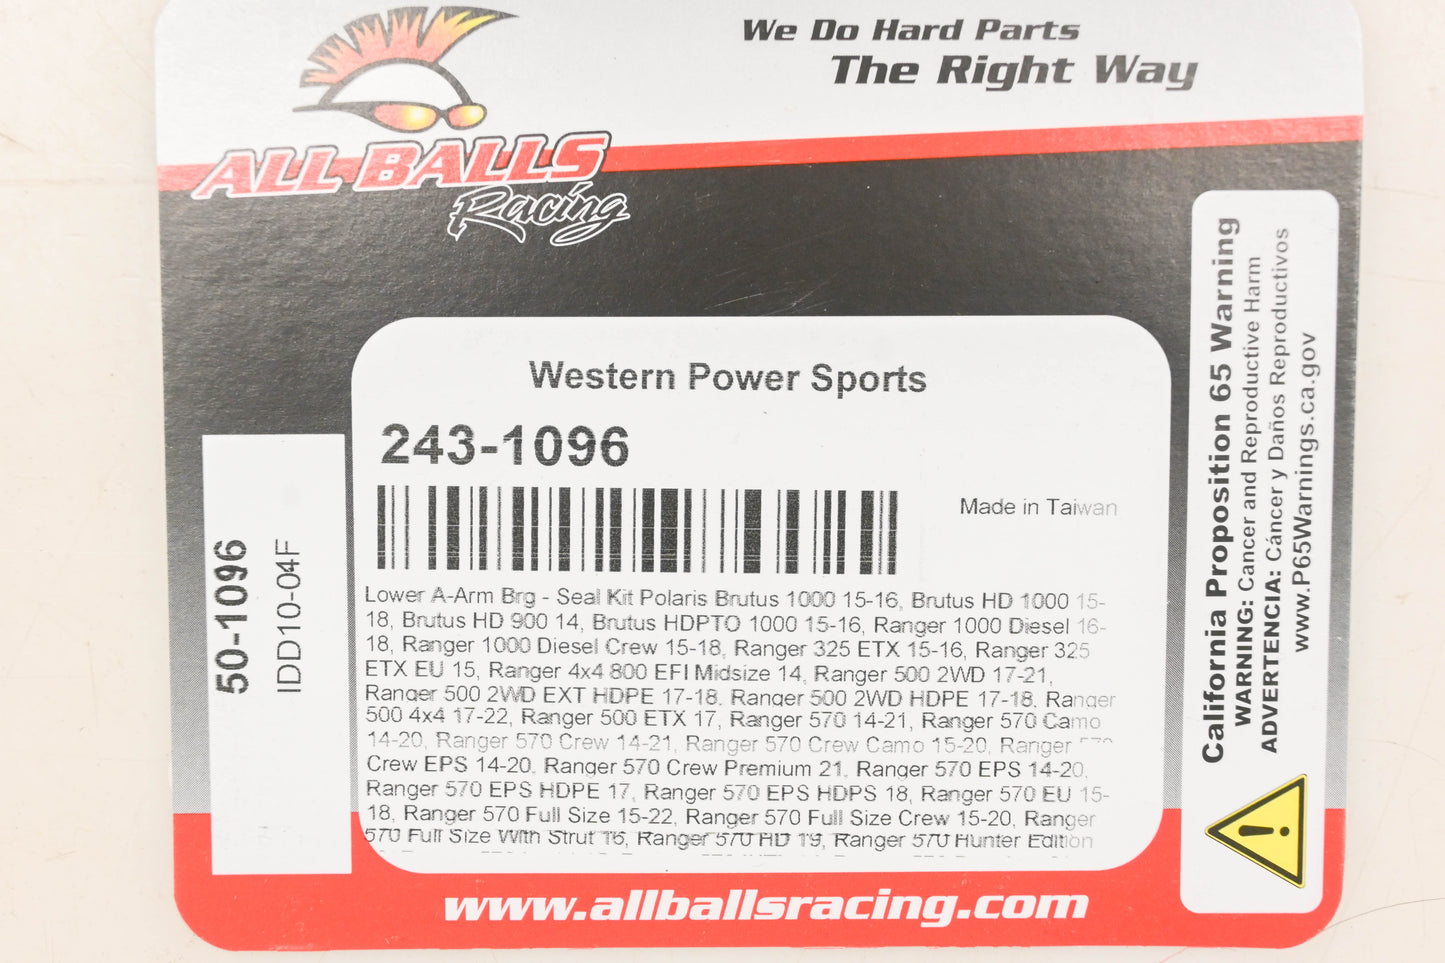 We Do Hard Parts
The Right Way
ALL BALLS
Racing
Western Power Sports
243-1096
Made in Taiwan
Lower A-Arm Brg - Seal Kit Polaris Brutus 1000 15-16, Brutus HD 1000 15-
18, Brutus HD 900 14, Brutus HDPTO 1000 15-16, Ranger 1000 Diesel 16-
18, Ranger 1000 Diesel Crew 15-18, Ranger 325 ETX 15-16, Ranger 325
ETX EU 15, Ranger 4x4 800 EFI Midsize 14, Ranger 500 2WD 17-21,
Ranger 500 2WD EXT HDPE 17-18, Ranger 500 2WD HDPE 17-18, Ranger
500 4x4 17-22, Ranger 500 ETX 17, Ranger 570 14-21, Ranger 570 Camo
14-20, Ranger 570 Crew 14-21, Ranger 570 Crew Camo 15-20, Ranger 570
Crew EPS 14-20, Ranger 570 Crew Premium 21, Ranger 570 EPS 14-20,
Ranger 570 EPS HDPE 17, Ranger 570 EPS HDPS 18, Ranger 570 EU 15-
18, Ranger 570 Full Size 15-22, Ranger 570 Full Size Crew 15-20, Ranger
570 Full Size With Strut 16, Ranger 570 HD 19, Ranger 570 Hunter Edition
50-1096
IDD10-04F
California Proposition 65 Warning
WARNING: Cancer and Reproductive Harm
ADVERTENCIA: Cáncer y Daños Reproductivos
www.P65Warnings.ca.gov
www.allballsracing.com